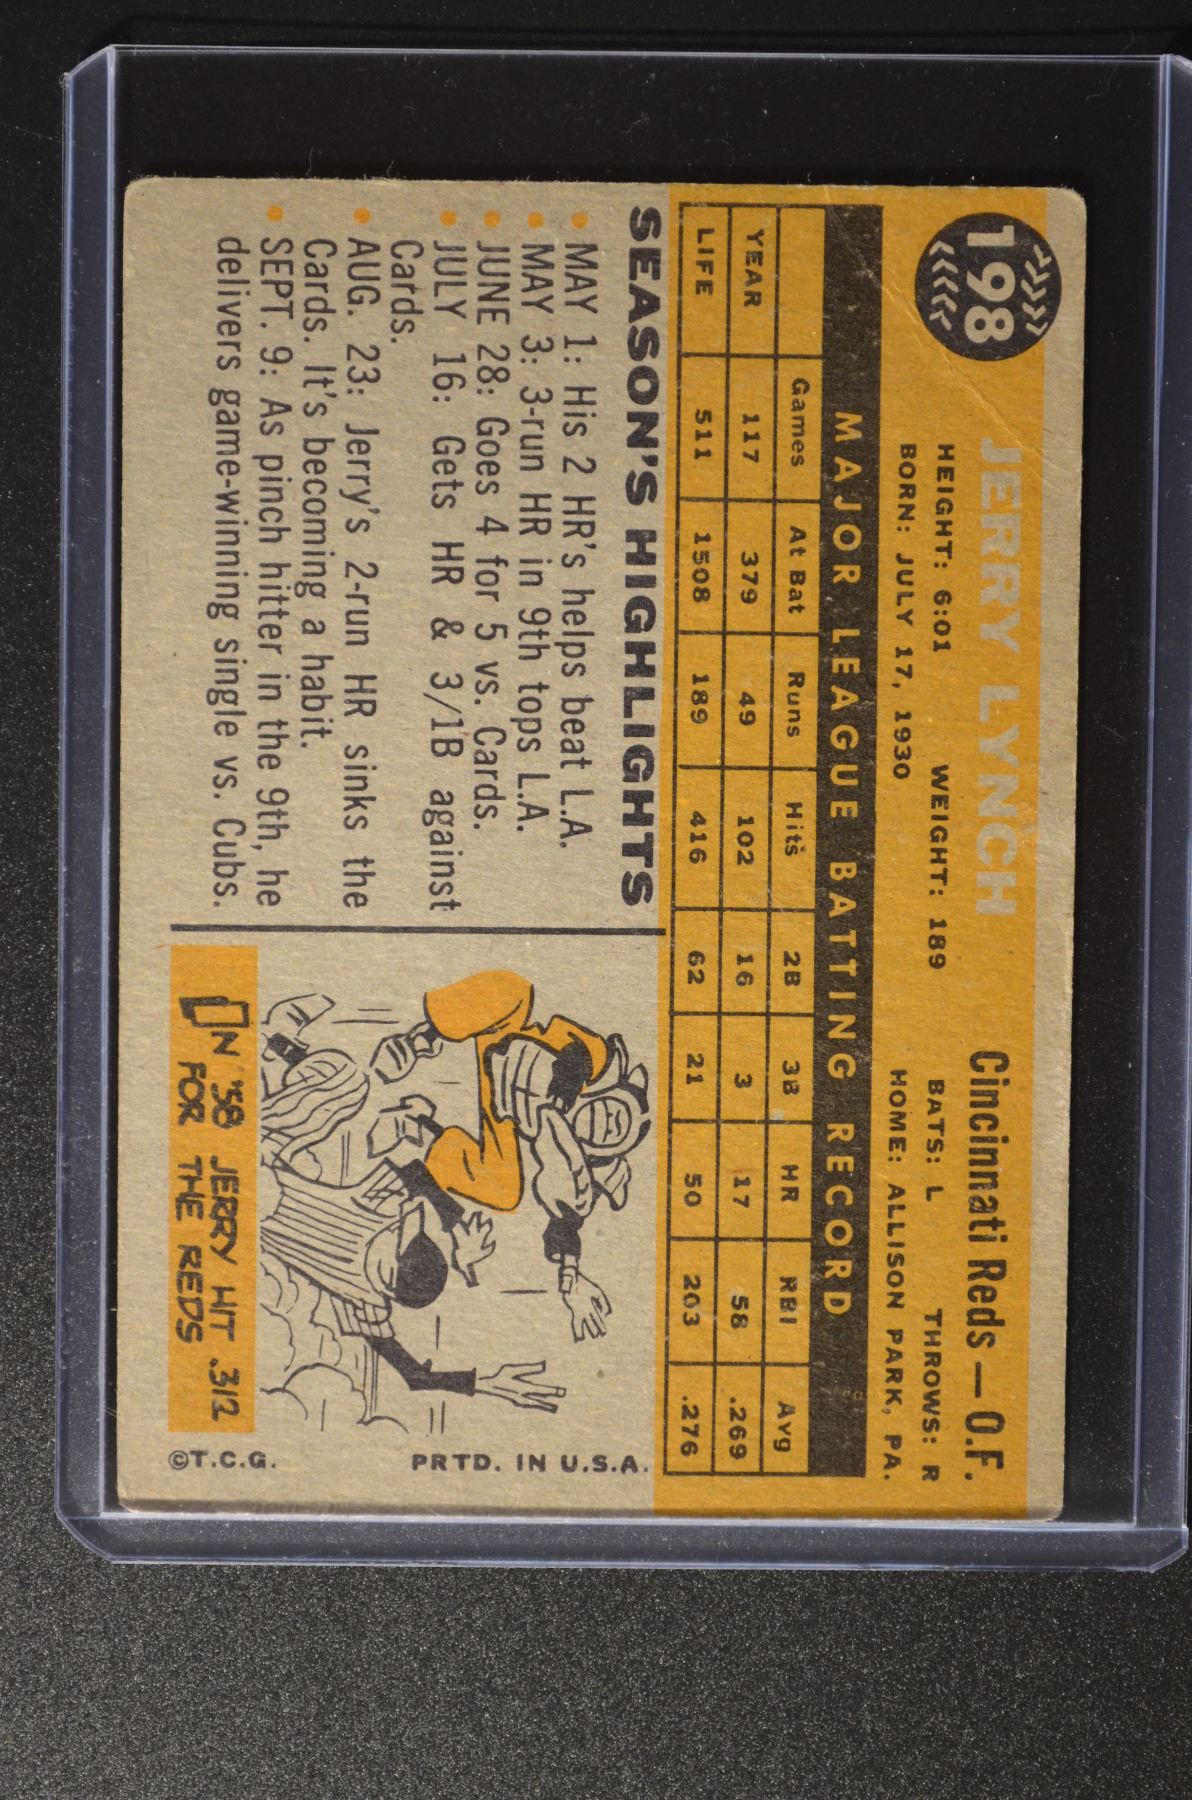 198
JERRY LYNCH
Cincinnati Reds — O.F.
HEIGHT: 6:01 WEIGHT: 189 BATS: L THROWS: R
BORN: JULY 17, 1930 HOME: ALLISON PARK, PA.
MAJOR LEAGUE BATTING RECORD
Games At Bat Runs Hits 2B 3B HR RBI Avg
YEAR 117 379 49 102 16 3 17 58 .269
LIFE 511 1508 189 416 62 21 50 203 .276
SEASON'S HIGHLIGHTS
• MAY 1: His 2 HR's helps beat L.A.
• MAY 3: 3-run HR in 9th tops L.A.
• JUNE 28: Goes 4 for 5 vs. Cards.
• JULY 16: Gets HR & 3/1B against
Cards.
• AUG. 23: Jerry's 2-run HR sinks the
Cards. It's becoming a habit.
• SEPT. 9: As pinch hitter in the 9th, he
delivers game-winning single vs. Cubs.
IN '58 JERRY HIT .312
FOR THE REDS
PRTD. IN U.S.A.
©T.C.G.